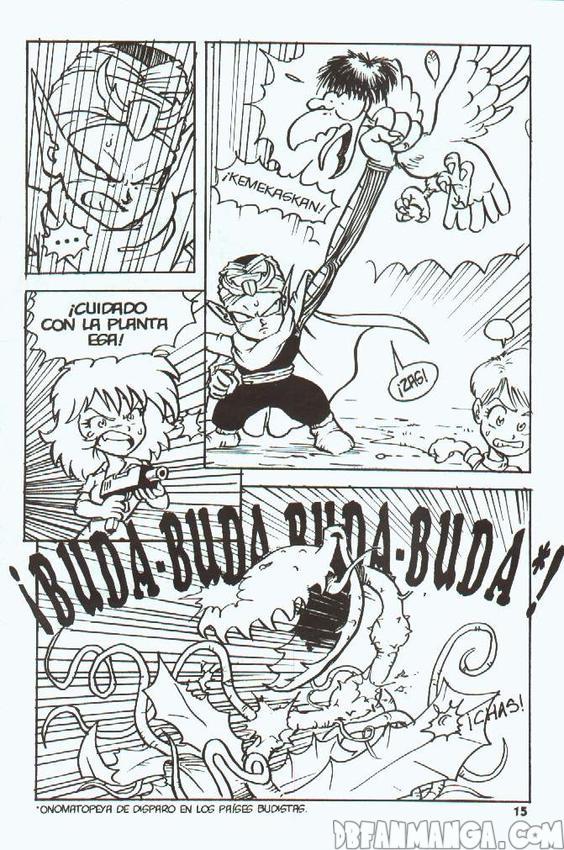 ...
¡KEMEKASKAN!
¡ZAS!
¡CUIDADO
CON LA PLANTA
ESA!
¡BUDA-BUDA-BUDA-BUDA*!
¡CHAS!
*ONOMATOPEYA DE DISPARO EN LOS PAÍSES BUDISTAS.
15
DBFANMANGA.COM